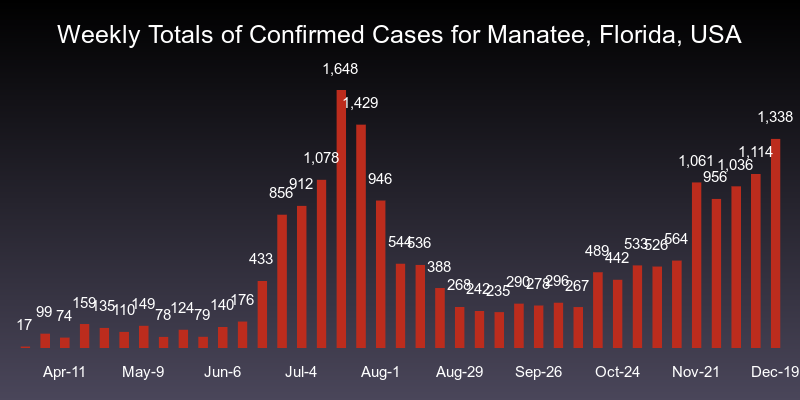 Weekly Totals of Confirmed Cases for Manatee, Florida, USA
17 99 74 159 135 110 149 78 124 79 140 176 433 856 912 1,078 1,648 1,429 946 544 536 388 268 242 235 290 278 296 267 489 442 533 526 564 1,061 956 1,036 1,114 1,338
Apr-11 May-9 Jun-6 Jul-4 Aug-1 Aug-29 Sep-26 Oct-24 Nov-21 Dec-19